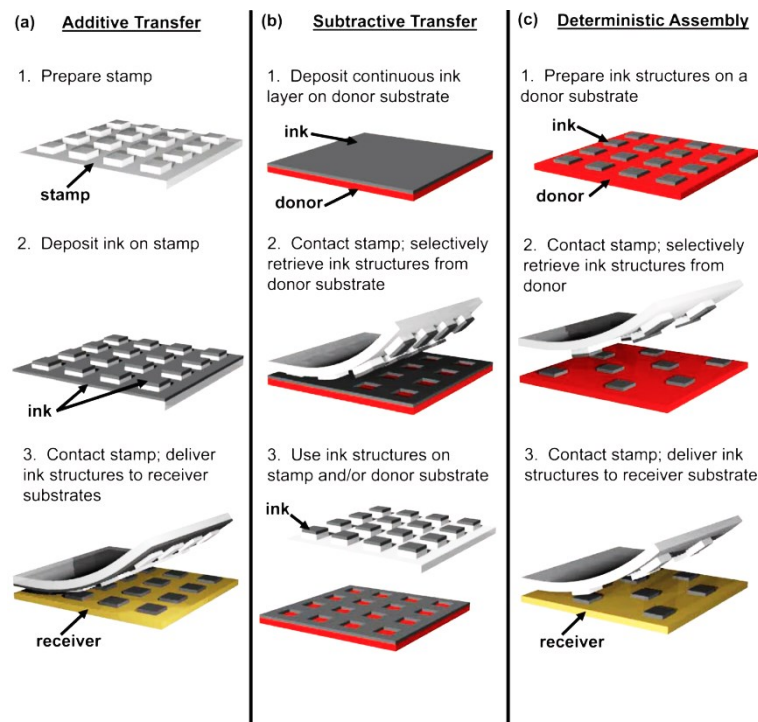 (a) Additive Transfer
1. Prepare stamp
stamp
2. Deposit ink on stamp
ink
3. Contact stamp; deliver
ink structures to receiver
substrates
receiver
(b) Subtractive Transfer
1. Deposit continuous ink
layer on donor substrate
ink
donor
2. Contact stamp; selectively
retrieve ink structures from
donor substrate
3. Use ink structures on
stamp and/or donor substrate
ink
(c) Deterministic Assembly
1. Prepare ink structures on a
donor substrate
ink
donor
2. Contact stamp; selectively
retrieve ink structures from
donor
3. Contact stamp; deliver ink
structures to receiver substrate
receiver